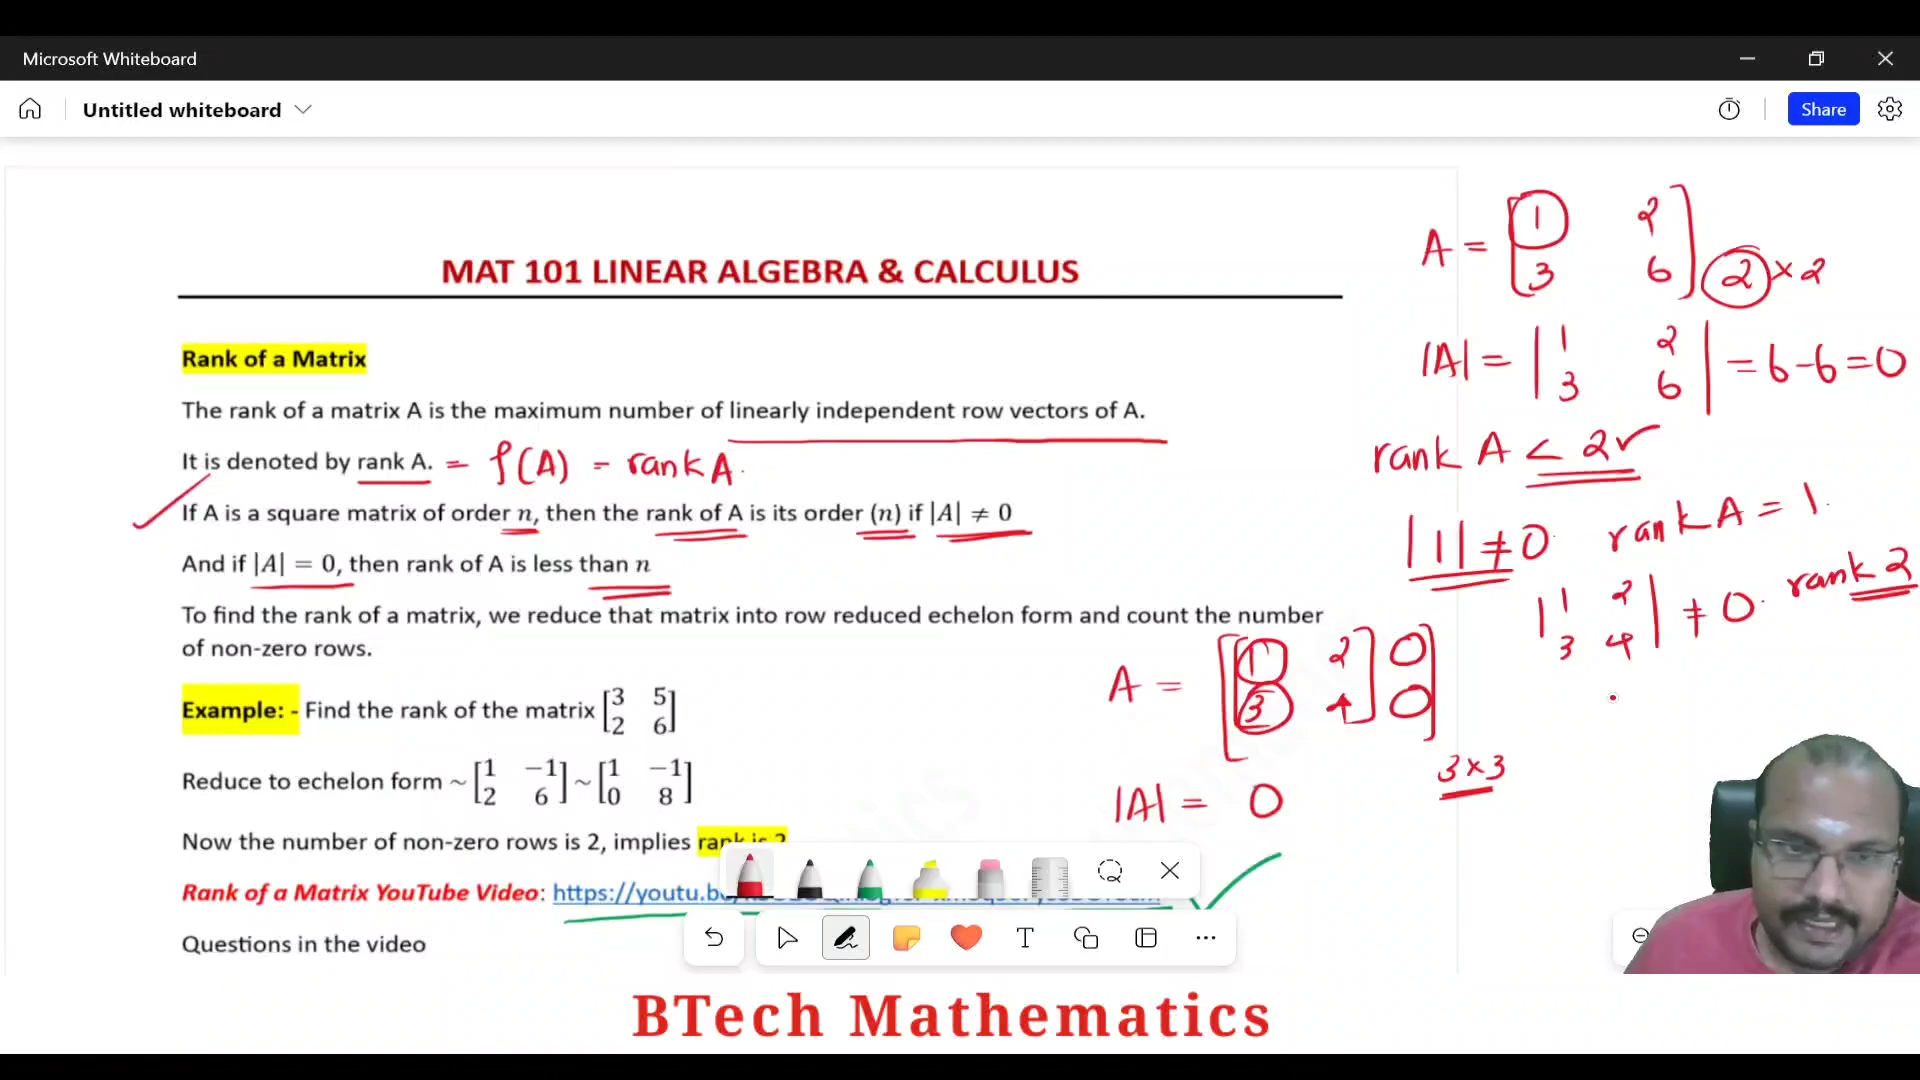 Microsoft Whiteboard
Untitled whiteboard
Share
MAT 101 LINEAR ALGEBRA & CALCULUS
Rank of a Matrix
The rank of a matrix A is the maximum number of linearly independent row vectors of A.
It is denoted by rank A. = ρ(A) = rank A.
If A is a square matrix of order n, then the rank of A is its order (n) if |A| ≠ 0
And if |A| = 0, then rank of A is less than n
To find the rank of a matrix, we reduce that matrix into row reduced echelon form and count the number
of non-zero rows.
Example: - Find the rank of the matrix [3 5
2 6]
Reduce to echelon form ~ [1 -1
2 6] ~ [1 -1
0 8]
Now the number of non-zero rows is 2, implies rank is 2
Rank of a Matrix YouTube Video: https://youtu.b
Questions in the video
A = [1 2
3 6] 2×2
|A| = |1 2
3 6| = 6-6=0
rank A < 2
|1| ≠ 0 rank A = 1.
|1 2
3 4| ≠ 0. rank 2
A = [1 2 0
3 4 0]
3×3
|A| = 0
T
BTech Mathematics